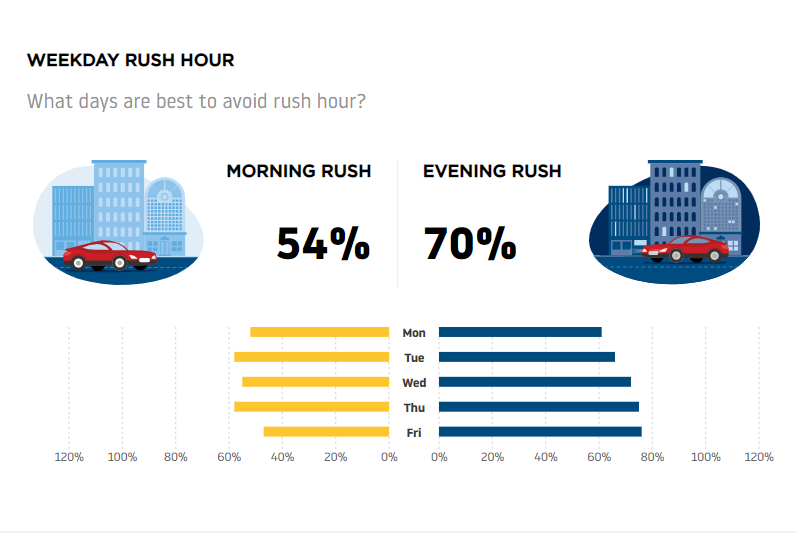 WEEKDAY RUSH HOUR
What days are best to avoid rush hour?
MORNING RUSH
54%
EVENING RUSH
70%
Mon
Tue
Wed
Thu
Fri
120% 100% 80% 60% 40% 20% 0% 0% 20% 40% 60% 80% 100% 120%